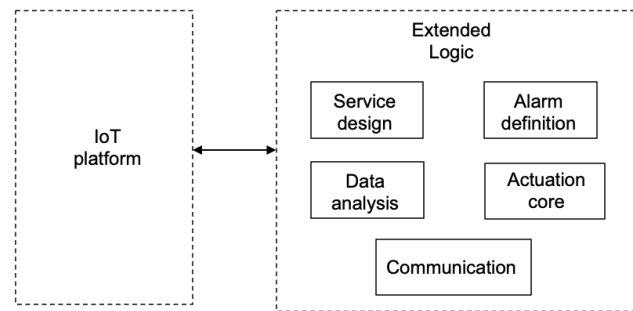 IoT
platform
Extended
Logic
Service
design
Alarm
definition
Data
analysis
Actuation
core
Communication